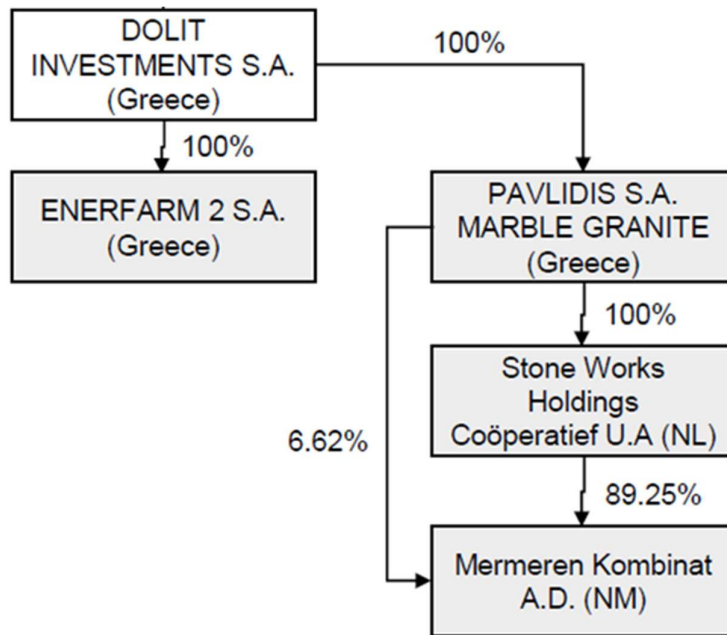 DOLIT
INVESTMENTS S.A.
(Greece)
100%
100%
ENERFARM 2 S.A.
(Greece)
PAVLIDIS S.A.
MARBLE GRANITE
(Greece)
100%
Stone Works
Holdings
Coöperatief U.A (NL)
6.62%
89.25%
Mermeren Kombinat
A.D. (NM)